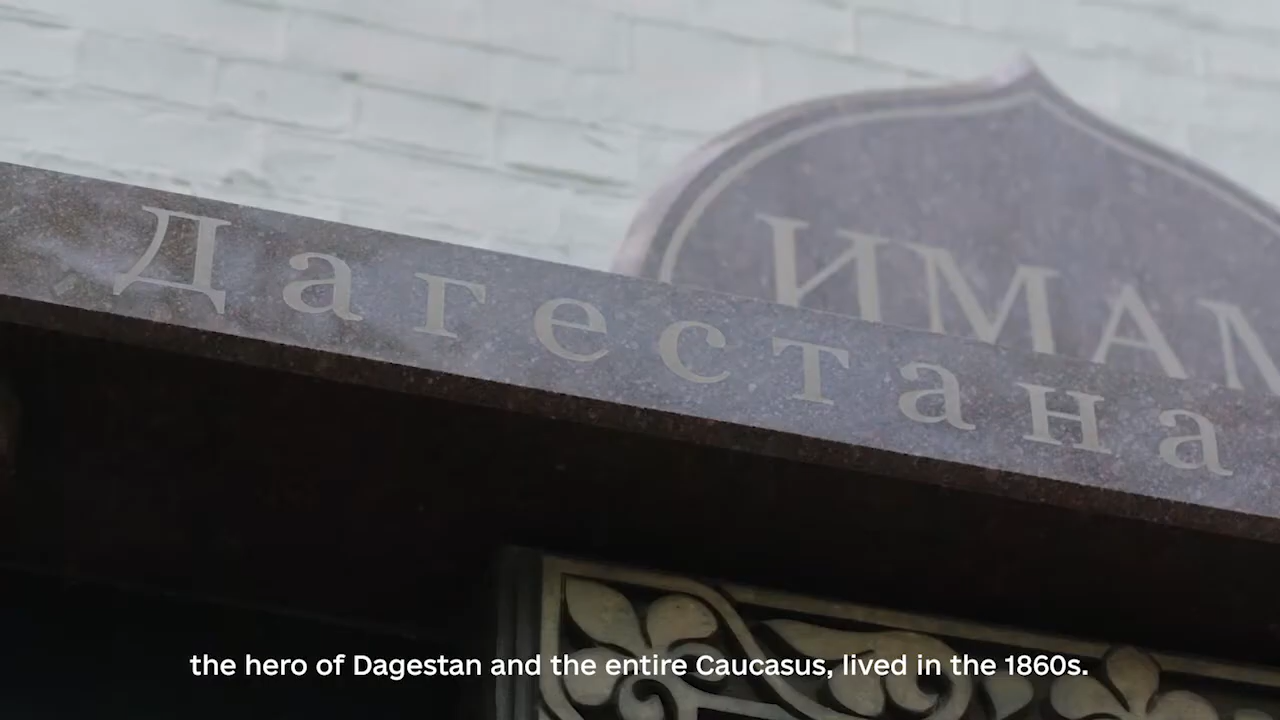 ИМАМ
Дагестана
the hero of Dagestan and the entire Caucasus, lived in the 1860s.